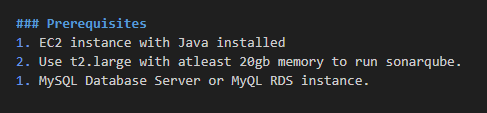 ### Prerequisites
1. EC2 instance with Java installed
2. Use t2.large with atleast 20gb memory to run sonarqube.
1. MySQL Database Server or MyQL RDS instance.